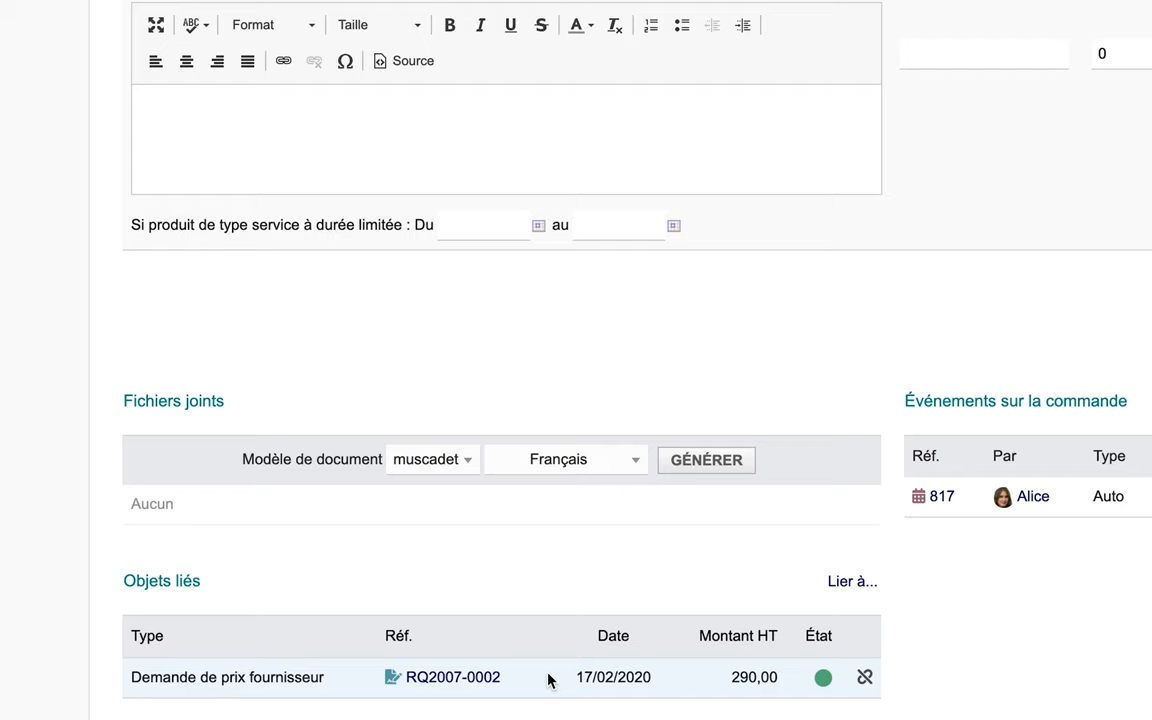 ABC Format Taille B I U S A Tx
Ω Source
0
Si produit de type service à durée limitée : Du au
Fichiers joints
Modèle de document muscadet Français GÉNÉRER
Aucun
Événements sur la commande
Réf. Par Type
817 Alice Auto
Objets liés Lier à...
Type Réf. Date Montant HT État
Demande de prix fournisseur RQ2007-0002 17/02/2020 290,00